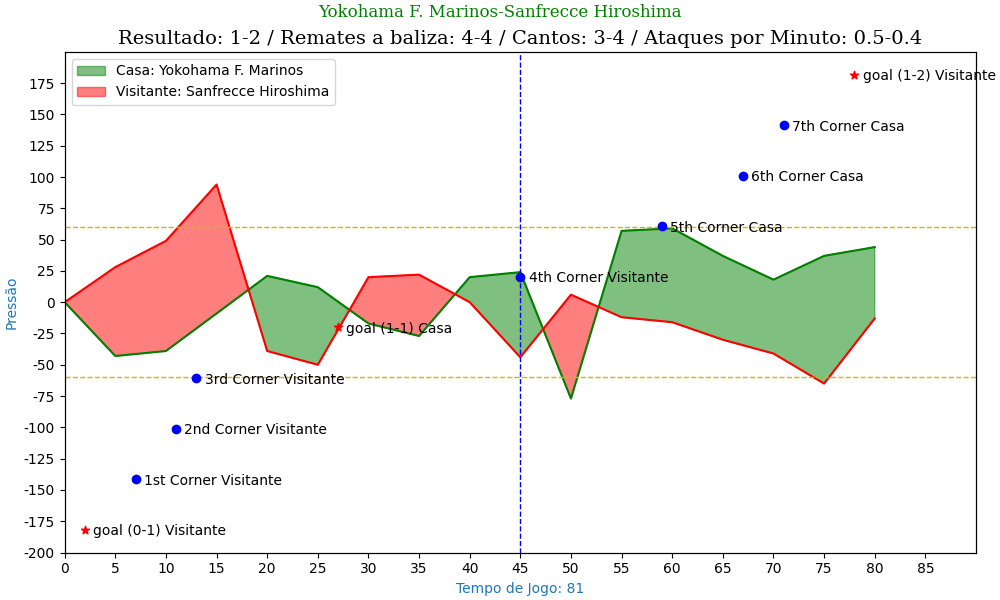 Yokohama F. Marinos-Sanfrecce Hiroshima
Resultado: 1-2 / Remates a baliza: 4-4 / Cantos: 3-4 / Ataques por Minuto: 0.5-0.4
Casa: Yokohama F. Marinos
Visitante: Sanfrecce Hiroshima
goal (1-2) Visitante
7th Corner Casa
6th Corner Casa
5th Corner Casa
4th Corner Visitante
goal (1-1) Casa
3rd Corner Visitante
2nd Corner Visitante
1st Corner Visitante
goal (0-1) Visitante
Pressão
175
150
125
100
75
50
25
0
-25
-50
-75
-100
-125
-150
-175
-200
0 5 10 15 20 25 30 35 40 45 50 55 60 65 70 75 80 85
Tempo de Jogo: 81